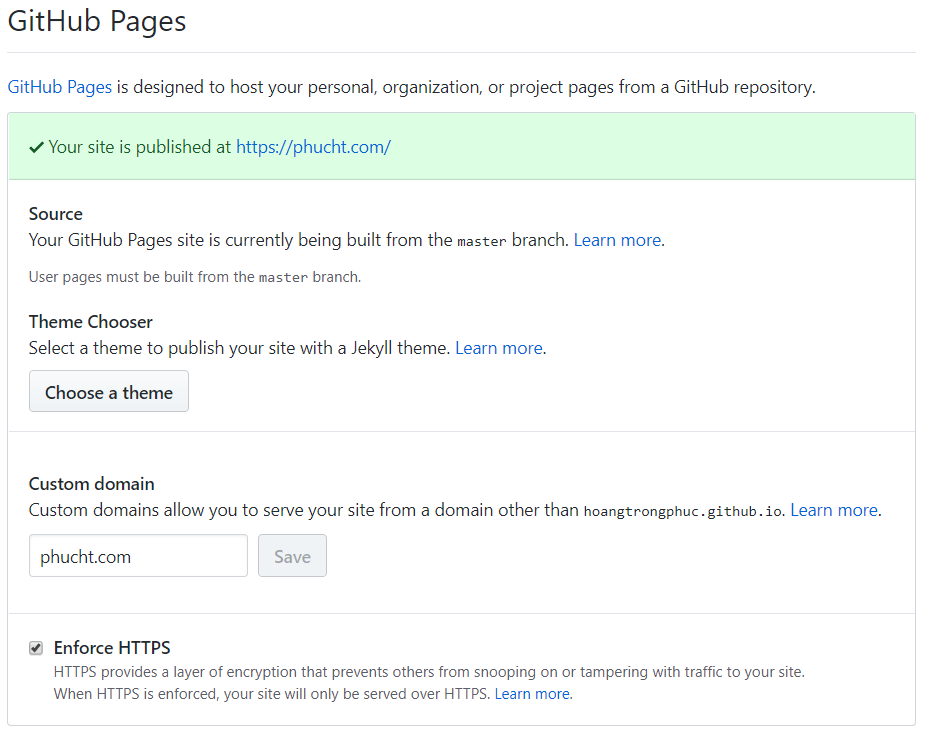 GitHub Pages
GitHub Pages is designed to host your personal, organization, or project pages from a GitHub repository.
✓ Your site is published at https://phucht.com/
Source
Your GitHub Pages site is currently being built from the master branch. Learn more.
User pages must be built from the master branch.
Theme Chooser
Select a theme to publish your site with a Jekyll theme. Learn more.
Choose a theme
Custom domain
Custom domains allow you to serve your site from a domain other than hoangtrongphuc.github.io. Learn more.
phucht.com Save
Enforce HTTPS
HTTPS provides a layer of encryption that prevents others from snooping on or tampering with traffic to your site.
When HTTPS is enforced, your site will only be served over HTTPS. Learn more.